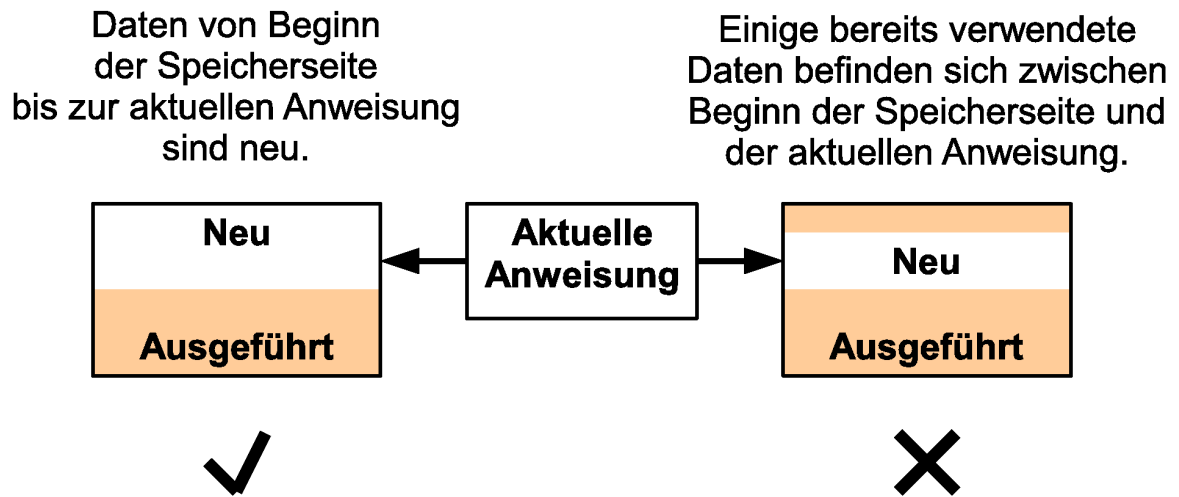 Daten von Beginn
der Speicherseite
bis zur aktuellen Anweisung
sind neu.
Einige bereits verwendete
Daten befinden sich zwischen
Beginn der Speicherseite und
der aktuellen Anweisung.
Neu
Ausgeführt
Aktuelle
Anweisung
Neu
Ausgeführt